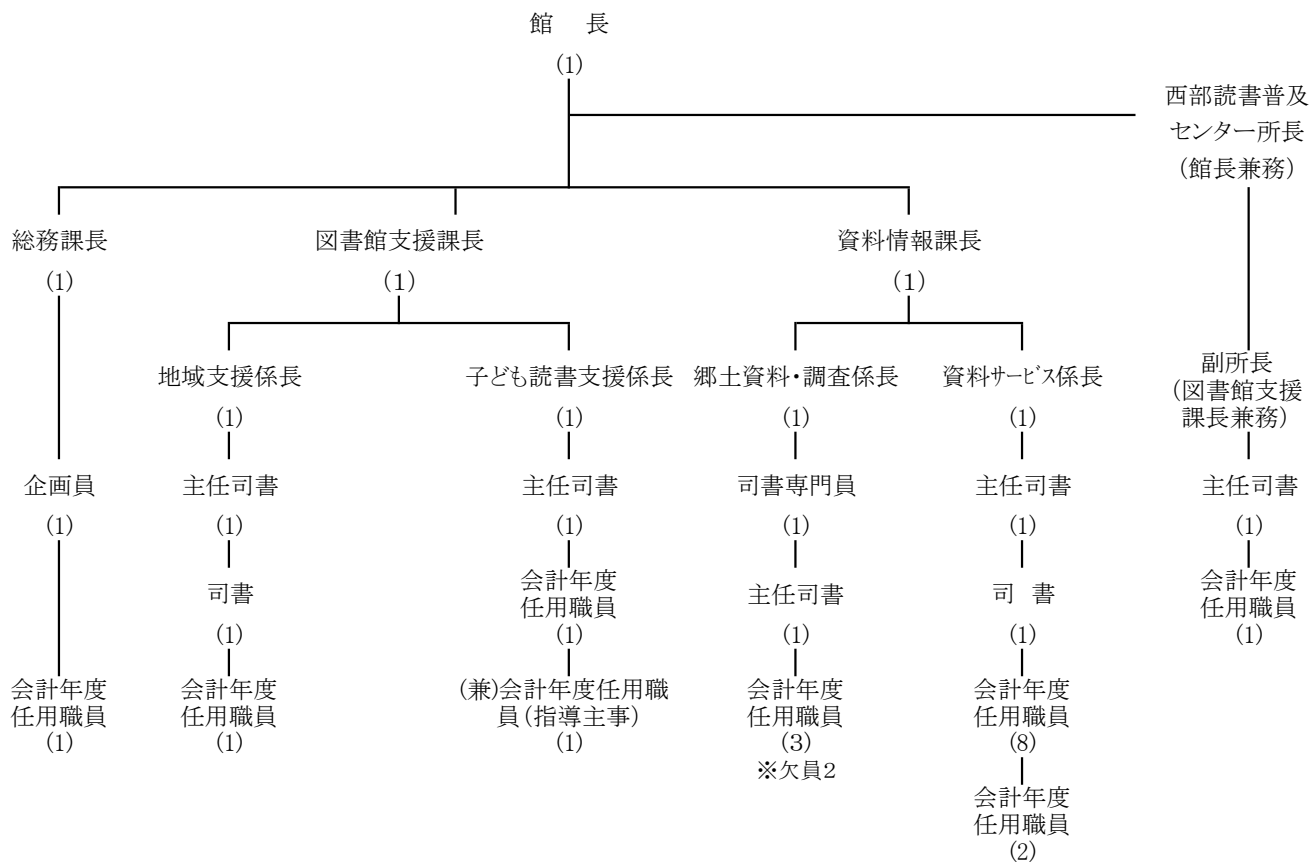 館　長
(1)
西部読書普及
センター所長
(館長兼務)
総務課長
(1)
図書館支援課長
(１)
資料情報課長
(１)
地域支援係長
(1)
子ども読書支援係長
(1)
郷土資料・調査係長
(1)
資料ｻｰﾋﾞｽ係長
(1)
副所長
(図書館支援
課長兼務)
企画員
(1)
主任司書
(1)
主任司書
(1)
司書専門員
(1)
主任司書
(1)
主任司書
(1)
司書
(1)
会計年度
任用職員
(1)
主任司書
(1)
司　書
(1)
会計年度
任用職員
(1)
会計年度
任用職員
(1)
会計年度
任用職員
(1)
(兼)会計年度任用職
員(指導主事)
(1)
会計年度
任用職員
(3)
※欠員２
会計年度
任用職員
(8)
会計年度
任用職員
(2)